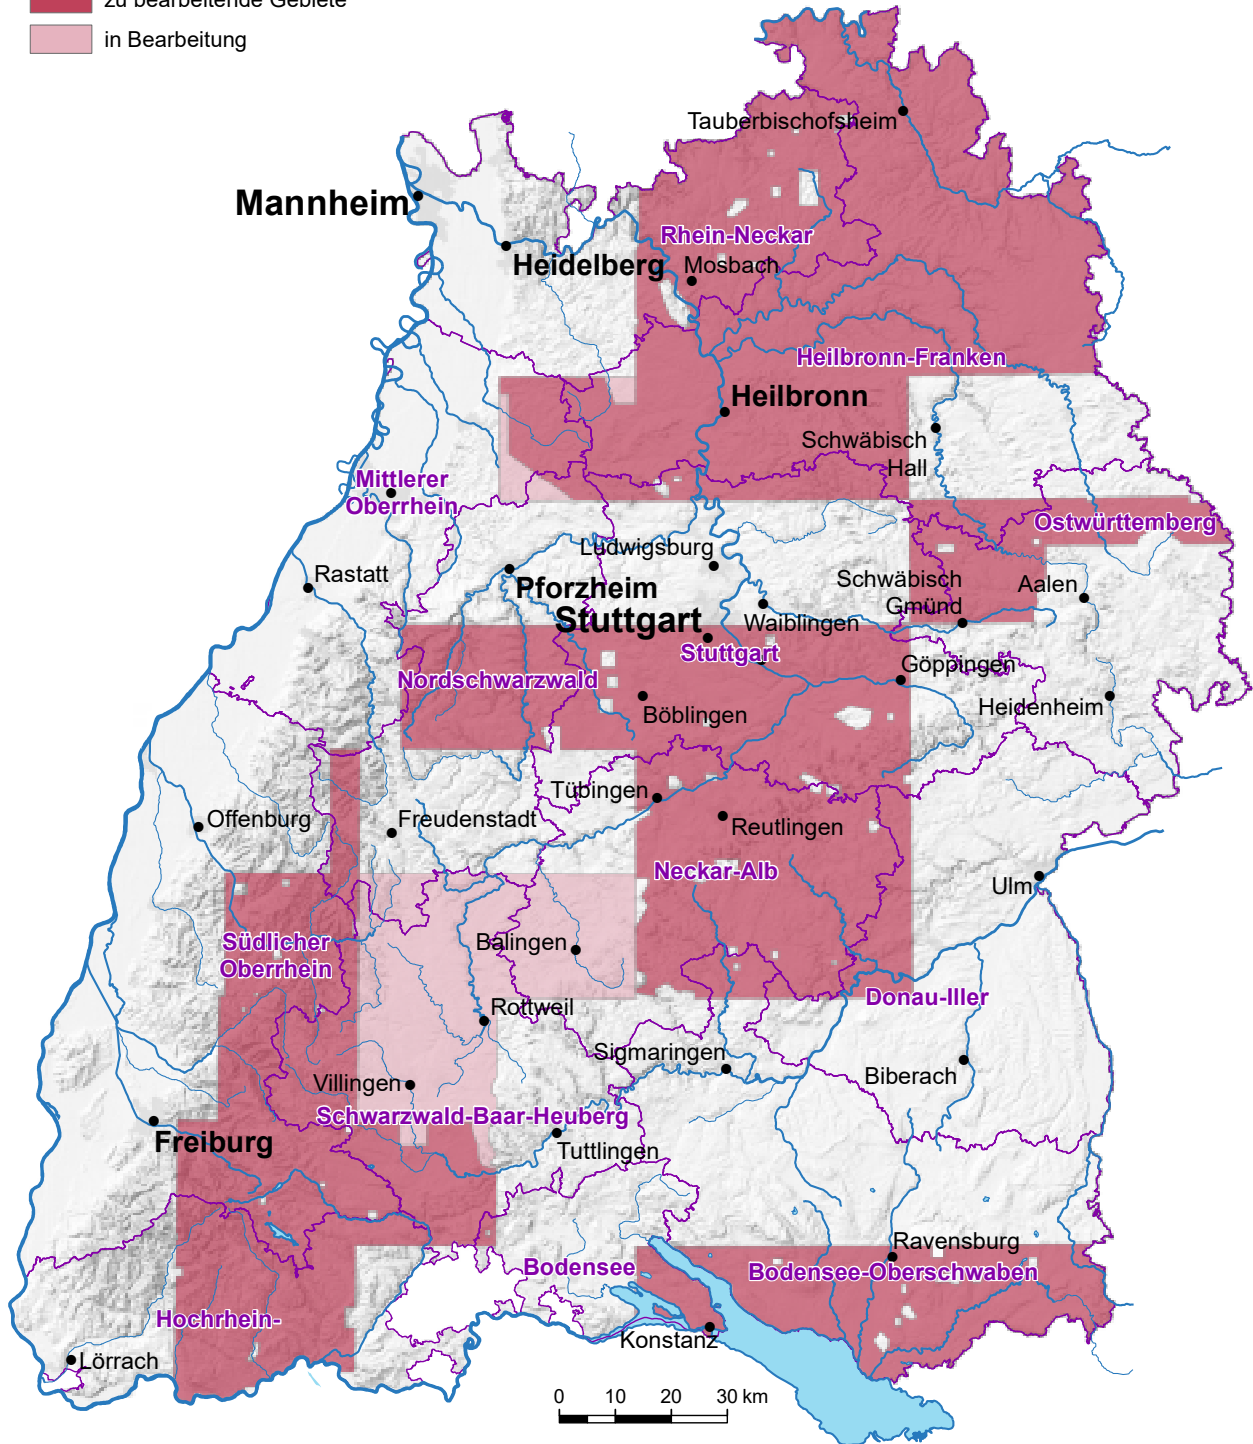 zu bearbeitende Gebiete
in Bearbeitung
Tauberbischofsheim
Mannheim
Rhein-Neckar
Heidelberg
Mosbach
Heilbronn-Franken
Heilbronn
Schwäbisch
Hall
Mittlerer
Oberrhein
Ostwürttemberg
Ludwigsburg
Rastatt
Pforzheim
Schwäbisch
Gmünd
Aalen
Stuttgart
Waiblingen
Stuttgart
Göppingen
Nordschwarzwald
Böblingen
Heidenheim
Tübingen
Offenburg
Freudenstadt
Reutlingen
Neckar-Alb
Ulm
Südlicher
Oberrhein
Balingen
Donau-Iller
Rottweil
Sigmaringen
Villingen
Biberach
Schwarzwald-Baar-Heuberg
Freiburg
Tuttlingen
Ravensburg
Bodensee
Bodensee-Oberschwaben
Hochrhein-
Konstanz
Lörrach
0 10 20 30 km